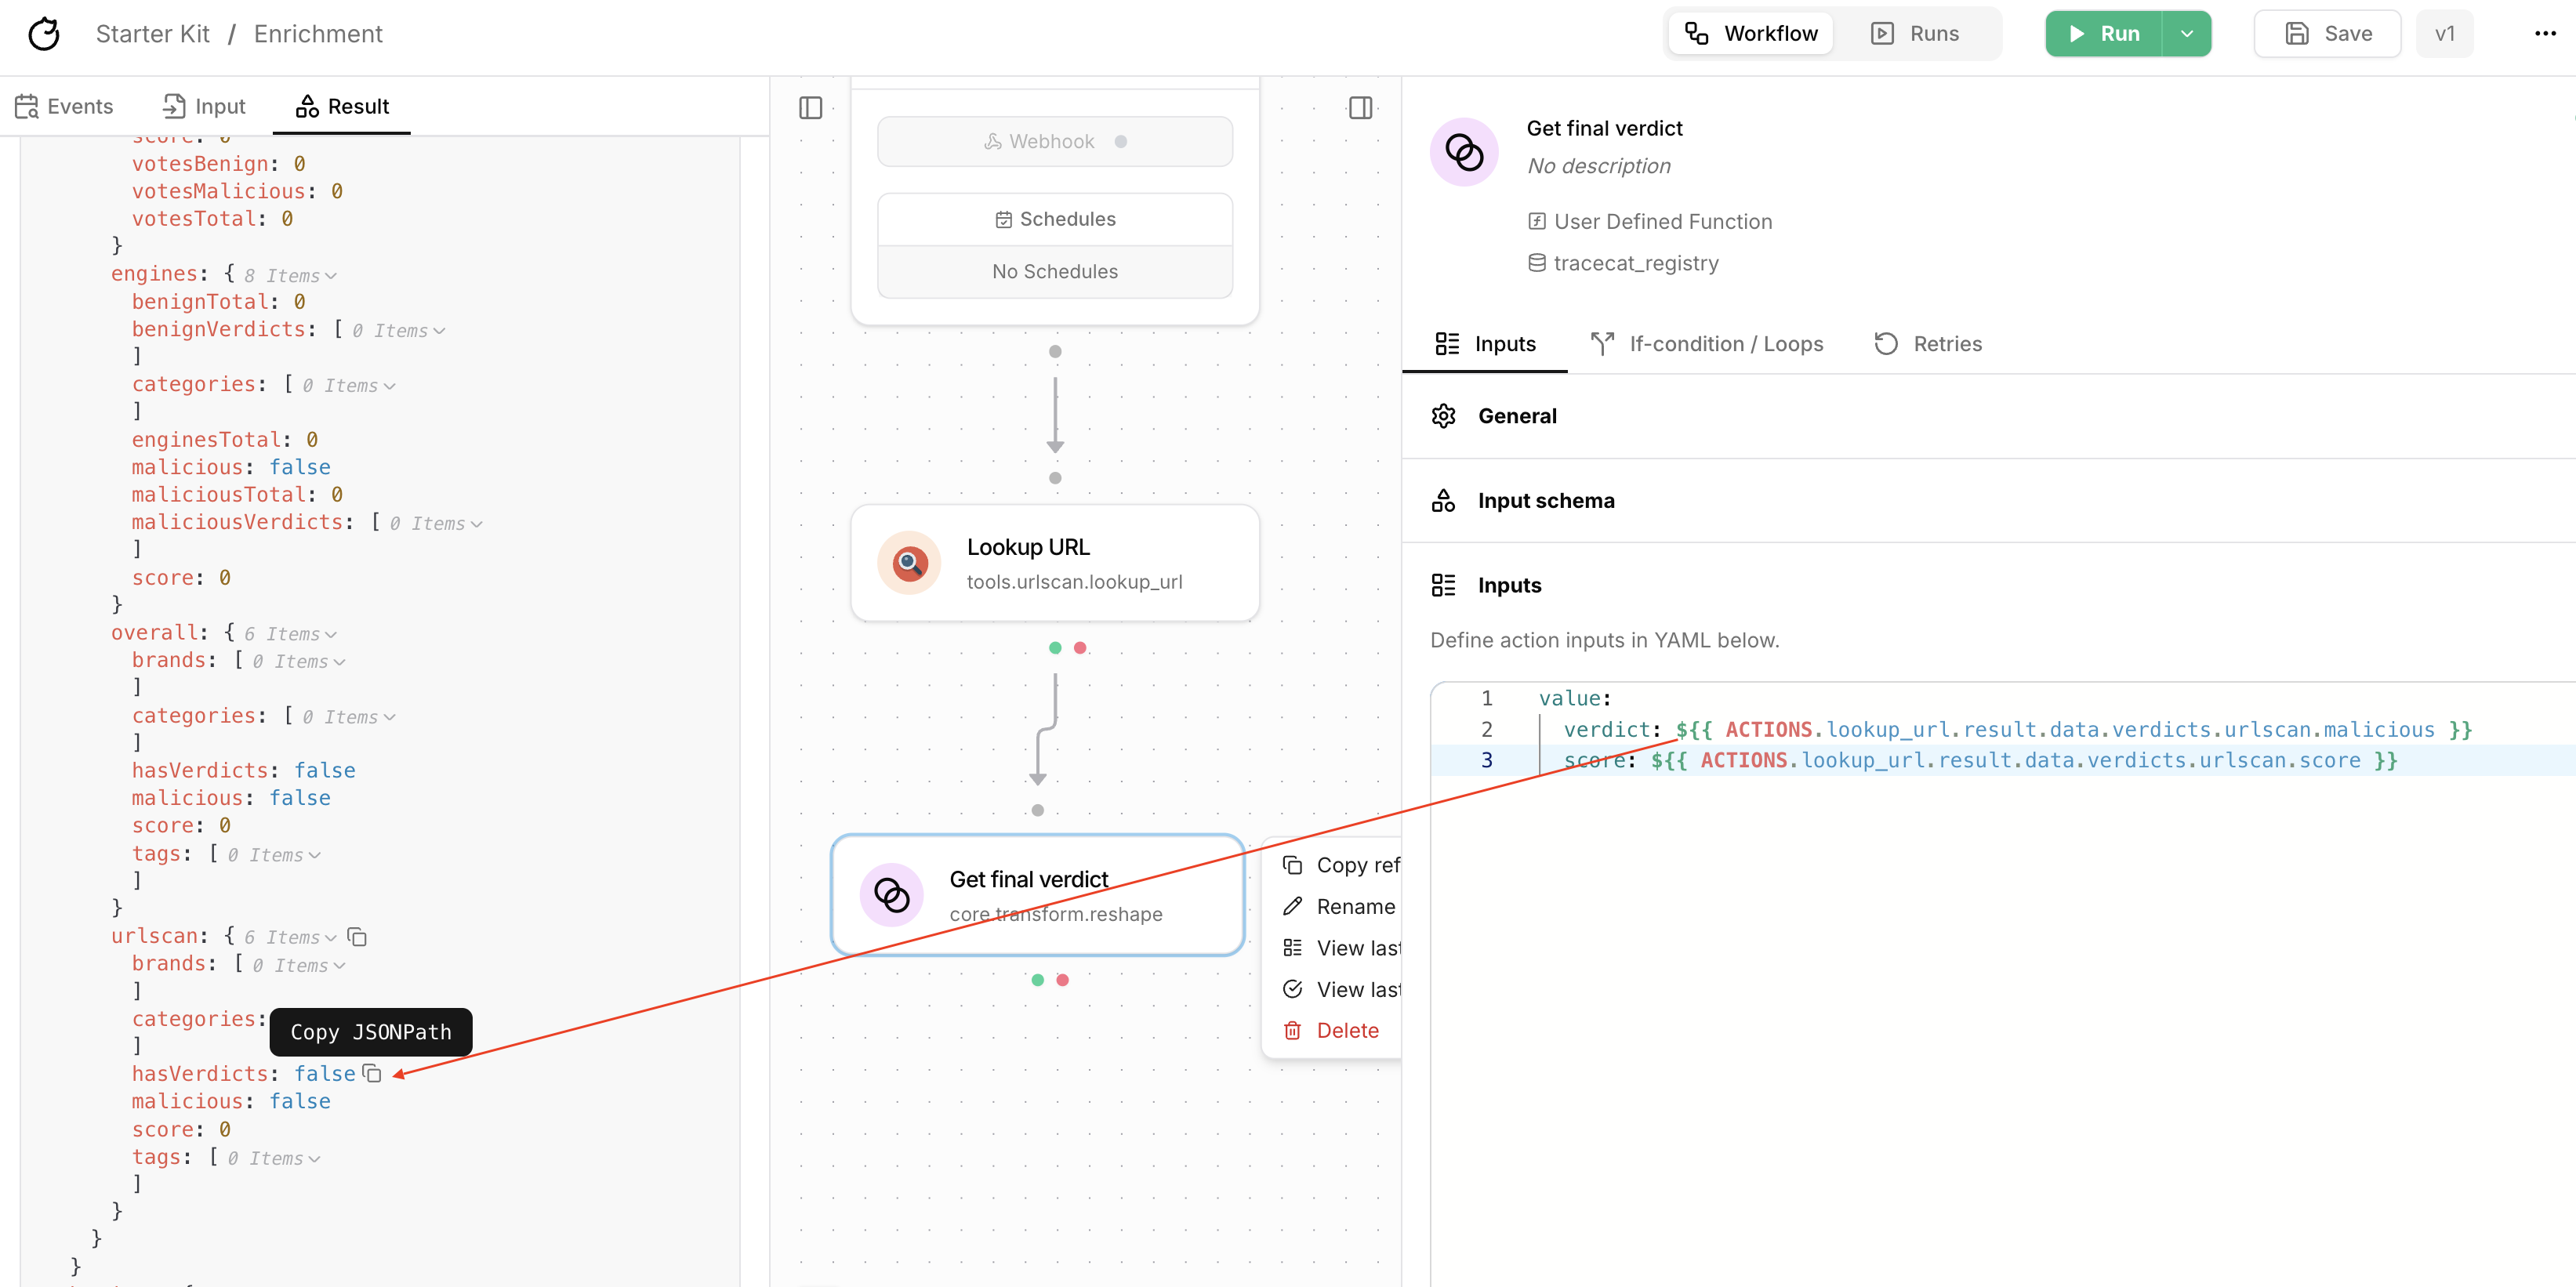 Starter Kit / Enrichment
Workflow
Runs
Run
Save
v1
Events
Input
Result
score: 0
votesBenign: 0
votesMalicious: 0
votesTotal: 0
}
engines: { 8 Items
benignTotal: 0
benignVerdicts: [ 0 Items
]
categories: [ 0 Items
]
enginesTotal: 0
malicious: false
maliciousTotal: 0
maliciousVerdicts: [ 0 Items
]
score: 0
}
overall: { 6 Items
brands: [ 0 Items
]
categories: [ 0 Items
]
hasVerdicts: false
malicious: false
score: 0
tags: [ 0 Items
]
}
urlscan: { 6 Items
brands: [ 0 Items
]
categories:
Copy JSONPath
]
hasVerdicts: false
malicious: false
score: 0
tags: [ 0 Items
]
}
}
}
Webhook
Schedules
No Schedules
Lookup URL
tools.urlscan.lookup_url
Get final verdict
core.transform.reshape
Copy ref
Rename
View last
View last
Delete
Get final verdict
No description
User Defined Function
tracecat_registry
Inputs
If-condition / Loops
Retries
General
Input schema
Inputs
Define action inputs in YAML below.
1 value:
2 verdict: ${{ ACTIONS.lookup_url.result.data.verdicts.urlscan.malicious }}
3 score: ${{ ACTIONS.lookup_url.result.data.verdicts.urlscan.score }}